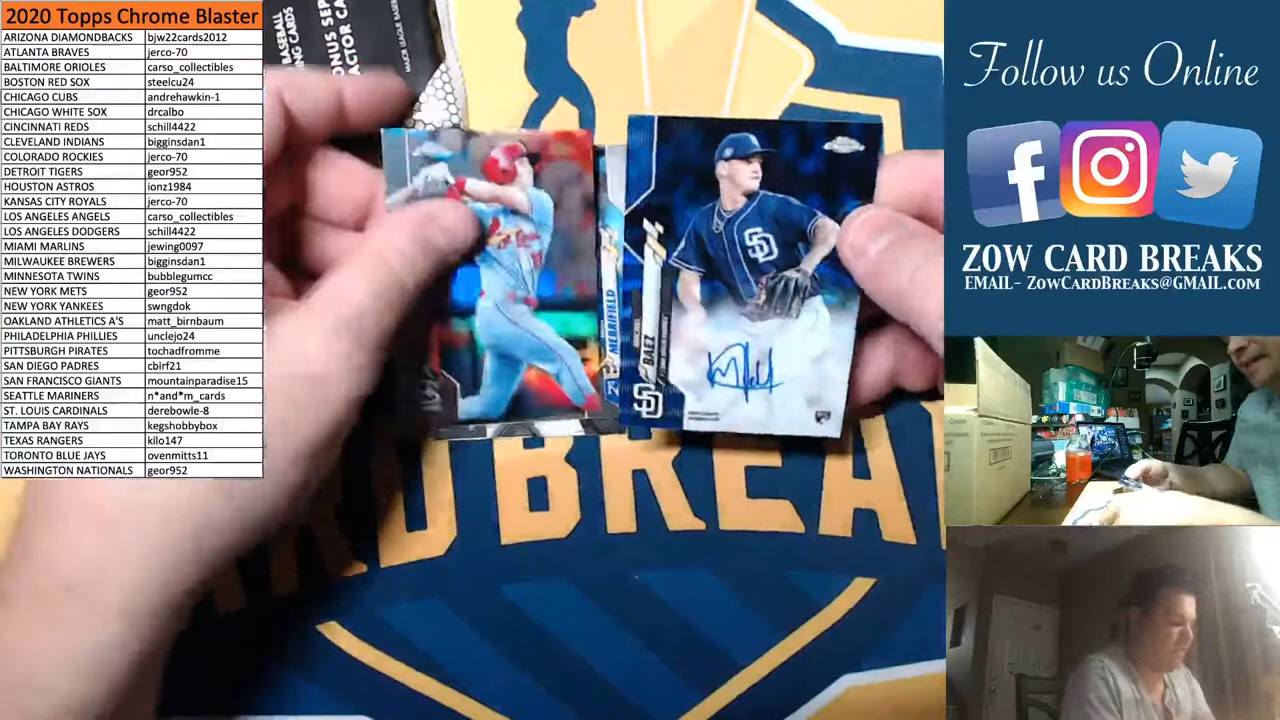 2020 Topps Chrome Blaster
ARIZONA DIAMONDBACKS bjw22cards2012
ATLANTA BRAVES jerco-70
BALTIMORE ORIOLES carso_collectibles
BOSTON RED SOX steelcu24
CHICAGO CUBS andrehawkin-1
CHICAGO WHITE SOX drcalbo
CINCINNATI REDS schill4422
CLEVELAND INDIANS bigginsdan1
COLORADO ROCKIES jerco-70
DETROIT TIGERS geor952
HOUSTON ASTROS ionz1984
KANSAS CITY ROYALS jerco-70
LOS ANGELES ANGELS carso_collectibles
LOS ANGELES DODGERS schill4422
MIAMI MARLINS jewing0097
MILWAUKEE BREWERS bigginsdan1
MINNESOTA TWINS bubblegumcc
NEW YORK METS geor952
NEW YORK YANKEES swngdok
OAKLAND ATHLETICS A'S matt_birnbaum
PHILADELPHIA PHILLIES unclejo24
PITTSBURGH PIRATES tochadfromme
SAN DIEGO PADRES cbirf21
SAN FRANCISCO GIANTS mountainparadise15
SEATTLE MARINERS n*and*m_cards
ST. LOUIS CARDINALS derebowle-8
TAMPA BAY RAYS kegshobbybox
TEXAS RANGERS kilo147
TORONTO BLUE JAYS ovenmitts11
WASHINGTON NATIONALS geor952
BASEBALL
CARDS
MERRIFIELD
BAEZ
SD
SD
RD BREA
Follow us Online
ZOW CARD BREAKS
EMAIL- ZOWCARDBREAKS@GMAIL.COM